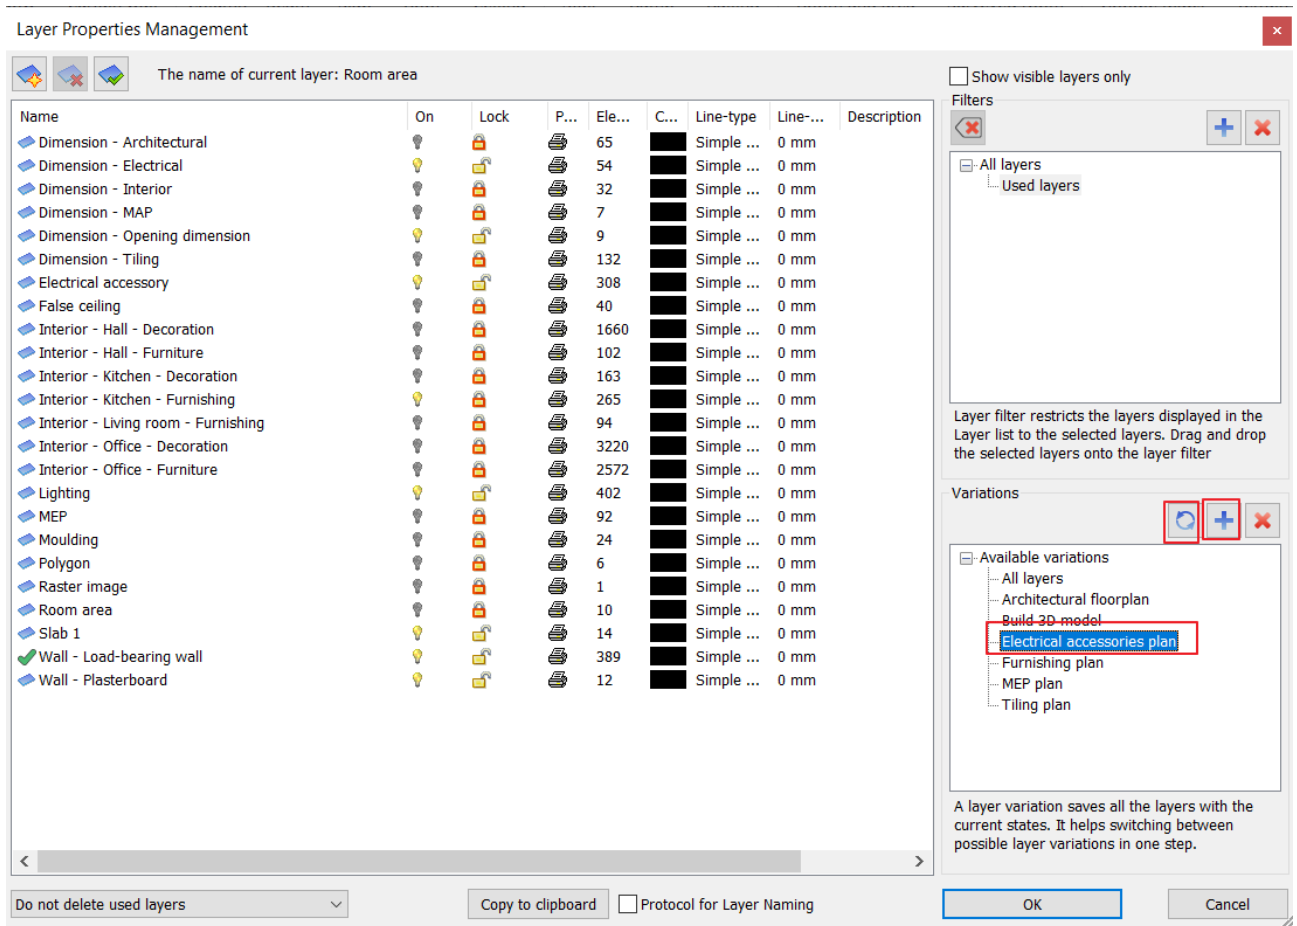 Layer Properties Management
The name of current layer: Room area
Show visible layers only
Name On Lock P... Ele... C... Line-type Line-... Description
Dimension - Architectural 65 Simple ... 0 mm
Dimension - Electrical 54 Simple ... 0 mm
Dimension - Interior 32 Simple ... 0 mm
Dimension - MAP 7 Simple ... 0 mm
Dimension - Opening dimension 9 Simple ... 0 mm
Dimension - Tiling 132 Simple ... 0 mm
Electrical accessory 308 Simple ... 0 mm
False ceiling 40 Simple ... 0 mm
Interior - Hall - Decoration 1660 Simple ... 0 mm
Interior - Hall - Furniture 102 Simple ... 0 mm
Interior - Kitchen - Decoration 163 Simple ... 0 mm
Interior - Kitchen - Furnishing 265 Simple ... 0 mm
Interior - Living room - Furnishing 94 Simple ... 0 mm
Interior - Office - Decoration 3220 Simple ... 0 mm
Interior - Office - Furniture 2572 Simple ... 0 mm
Lighting 402 Simple ... 0 mm
MEP 92 Simple ... 0 mm
Moulding 24 Simple ... 0 mm
Polygon 6 Simple ... 0 mm
Raster image 1 Simple ... 0 mm
Room area 10 Simple ... 0 mm
Slab 1 14 Simple ... 0 mm
Wall - Load-bearing wall 389 Simple ... 0 mm
Wall - Plasterboard 12 Simple ... 0 mm
Filters
All layers
Used layers
Layer filter restricts the layers displayed in the
Layer list to the selected layers. Drag and drop
the selected layers onto the layer filter
Variations
Available variations
All layers
Architectural floorplan
Build 3D model
Electrical accessories plan
Furnishing plan
MEP plan
Tiling plan
A layer variation saves all the layers with the
current states. It helps switching between
possible layer variations in one step.
Do not delete used layers
Copy to clipboard
Protocol for Layer Naming
OK
Cancel